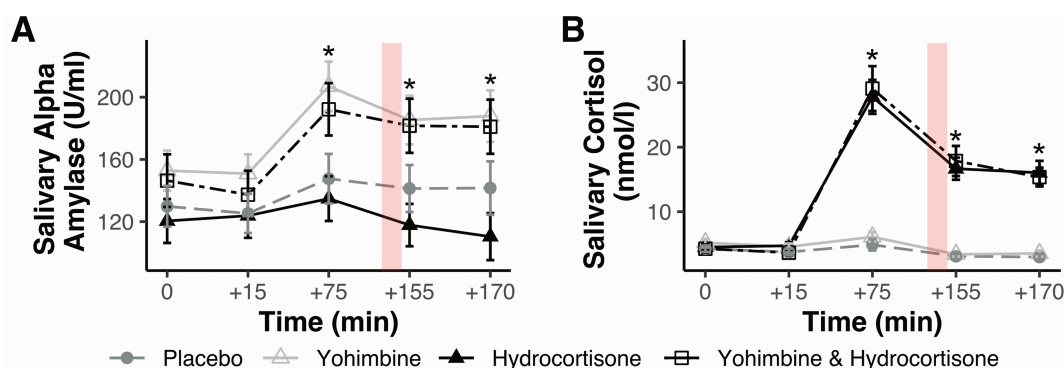 A
B
Salivary Alpha
Amylase (U/ml)
200
160
120
*
*
*
0
+15
+75
+155
+170
Time (min)
Salivary Cortisol
(nmol/l)
30
20
10
*
*
*
0
+15
+75
+155
+170
Time (min)
Placebo
Yohimbine
Hydrocortisone
Yohimbine & Hydrocortisone